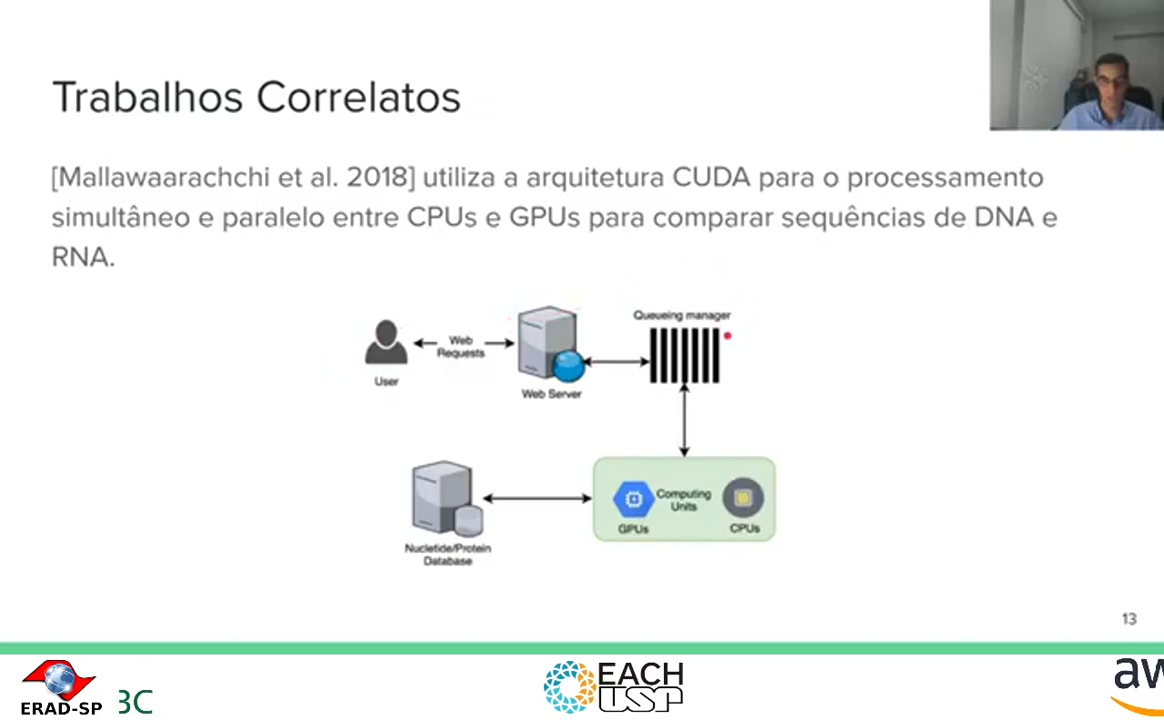 Trabalhos Correlatos
[Mallawaarachchi et al. 2018] utiliza a arquitetura CUDA para o processamento
simultâneo e paralelo entre CPUs e GPUs para comparar sequências de DNA e
RNA.
Queueing manager
Web
Requests
User
Web Server
Computing
Units
GPUs
CPUs
Nucletide/Protein
Database
13
ERAD-SP
3C
EACH
USP
aw